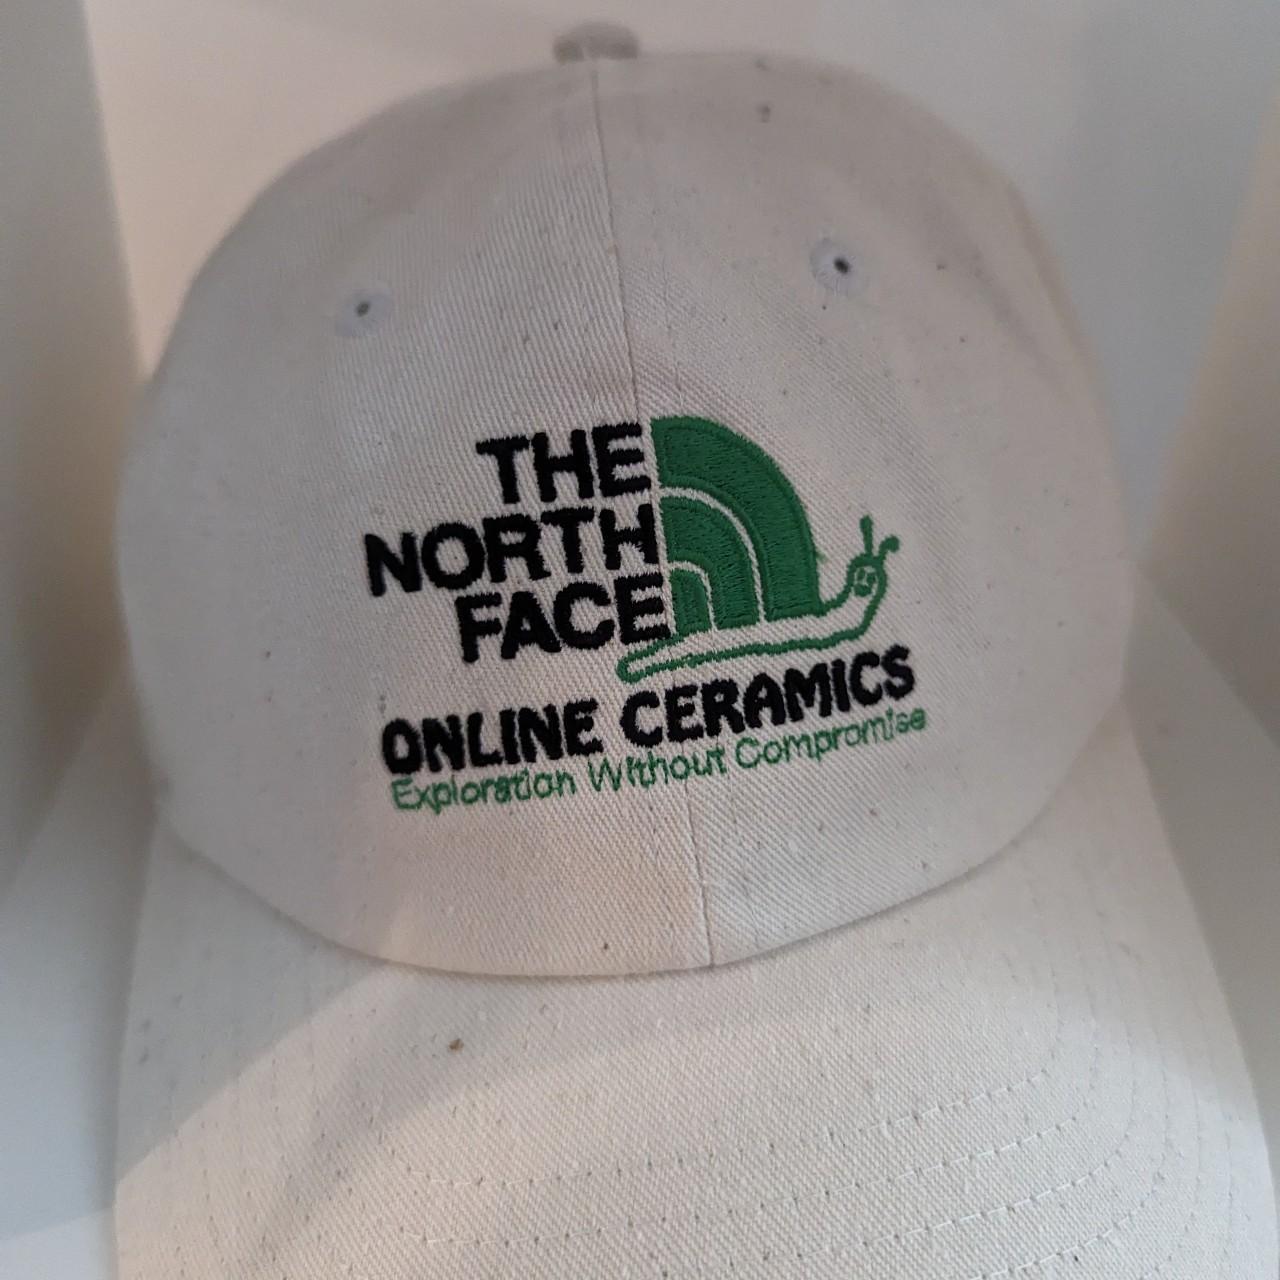 THE
NORTH
FACE
ONLINE CERAMICS
Exploration Without Compromise